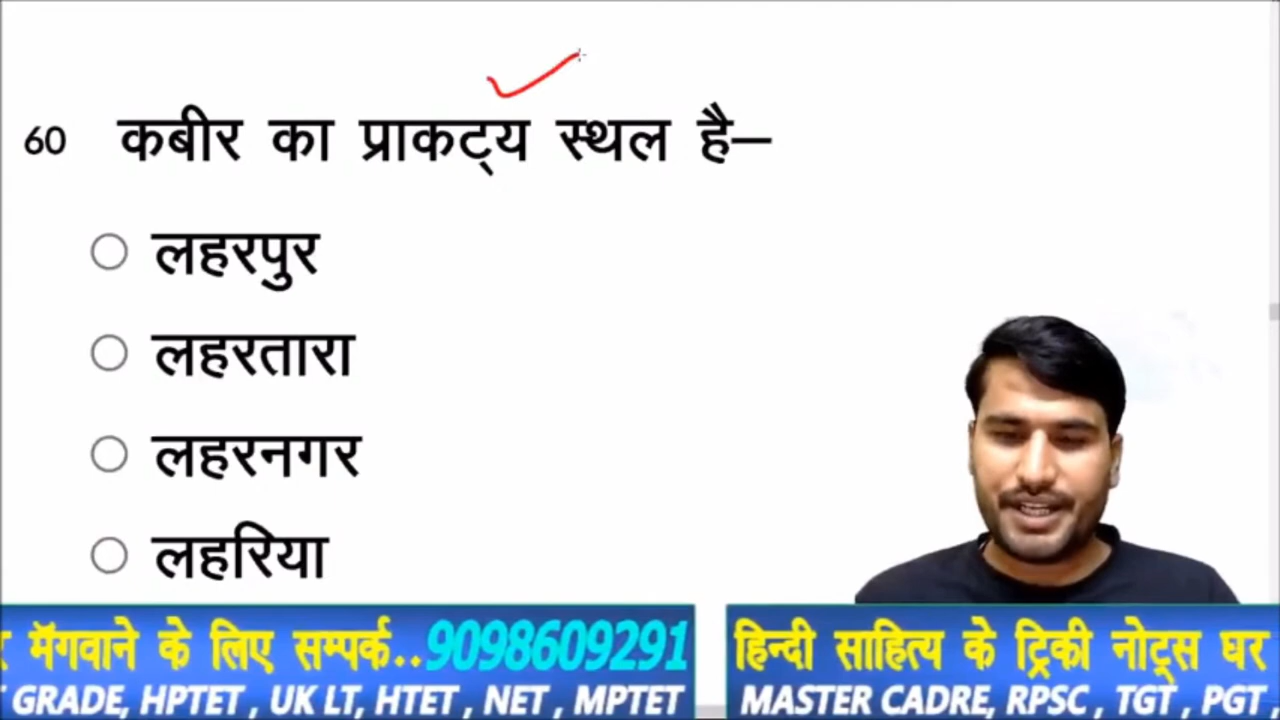 60 कबीर का प्राकट्य स्थल है–
लहरपुर
लहरतारा
लहरनगर
लहरिया
मँगवाने के लिए सम्पर्क..9098609291
हिन्दी साहित्य के ट्रिकी नोट्स घर
GRADE, HPTET , UK LT, HTET , NET , MPTET
MASTER CADRE, RPSC , TGT , PGT ,